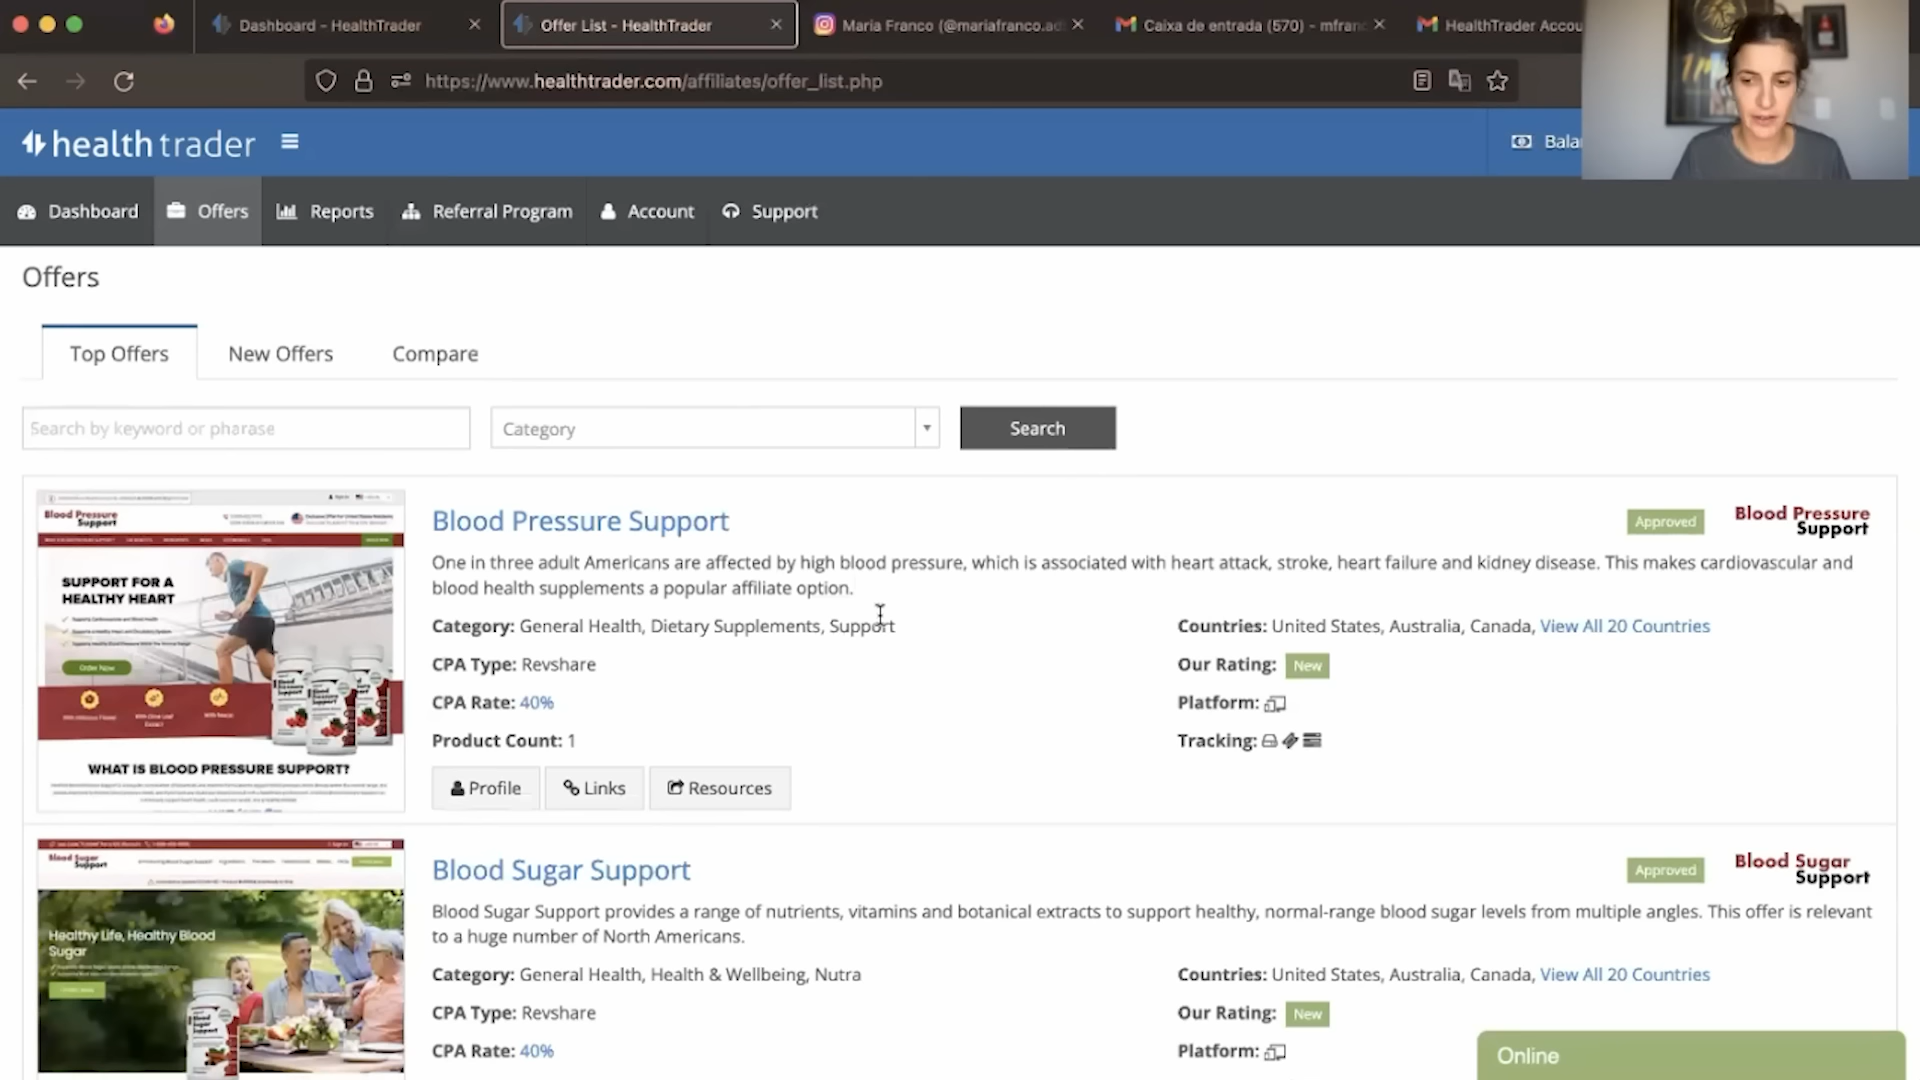 Dashboard - HealthTrader
Offer List - HealthTrader
Maria Franco (@mariafranco.ad
Caixa de entrada (570) - mfran
HealthTrader Accou
https://www.healthtrader.com/affiliates/offer_list.php
health trader
Bala
Dashboard
Offers
Reports
Referral Program
Account
Support
Offers
Top Offers
New Offers
Compare
Search by keyword or pharase
Category
Search
Blood Pressure
Support
SUPPORT FOR A
HEALTHY HEART
Order Now
WHAT IS BLOOD PRESSURE SUPPORT?
Blood Pressure Support
Approved
Blood Pressure
Support
One in three adult Americans are affected by high blood pressure, which is associated with heart attack, stroke, heart failure and kidney disease. This makes cardiovascular and
blood health supplements a popular affiliate option.
Category: General Health, Dietary Supplements, Support
Countries: United States, Australia, Canada, View All 20 Countries
CPA Type: Revshare
Our Rating: New
CPA Rate: 40%
Platform:
Product Count: 1
Tracking:
Profile
Links
Resources
Blood Sugar
Support
Healthy Life, Healthy Blood
Sugar
Blood Sugar Support
Approved
Blood Sugar
Support
Blood Sugar Support provides a range of nutrients, vitamins and botanical extracts to support healthy, normal-range blood sugar levels from multiple angles. This offer is relevant
to a huge number of North Americans.
Category: General Health, Health & Wellbeing, Nutra
Countries: United States, Australia, Canada, View All 20 Countries
CPA Type: Revshare
Our Rating: New
CPA Rate: 40%
Platform:
Online